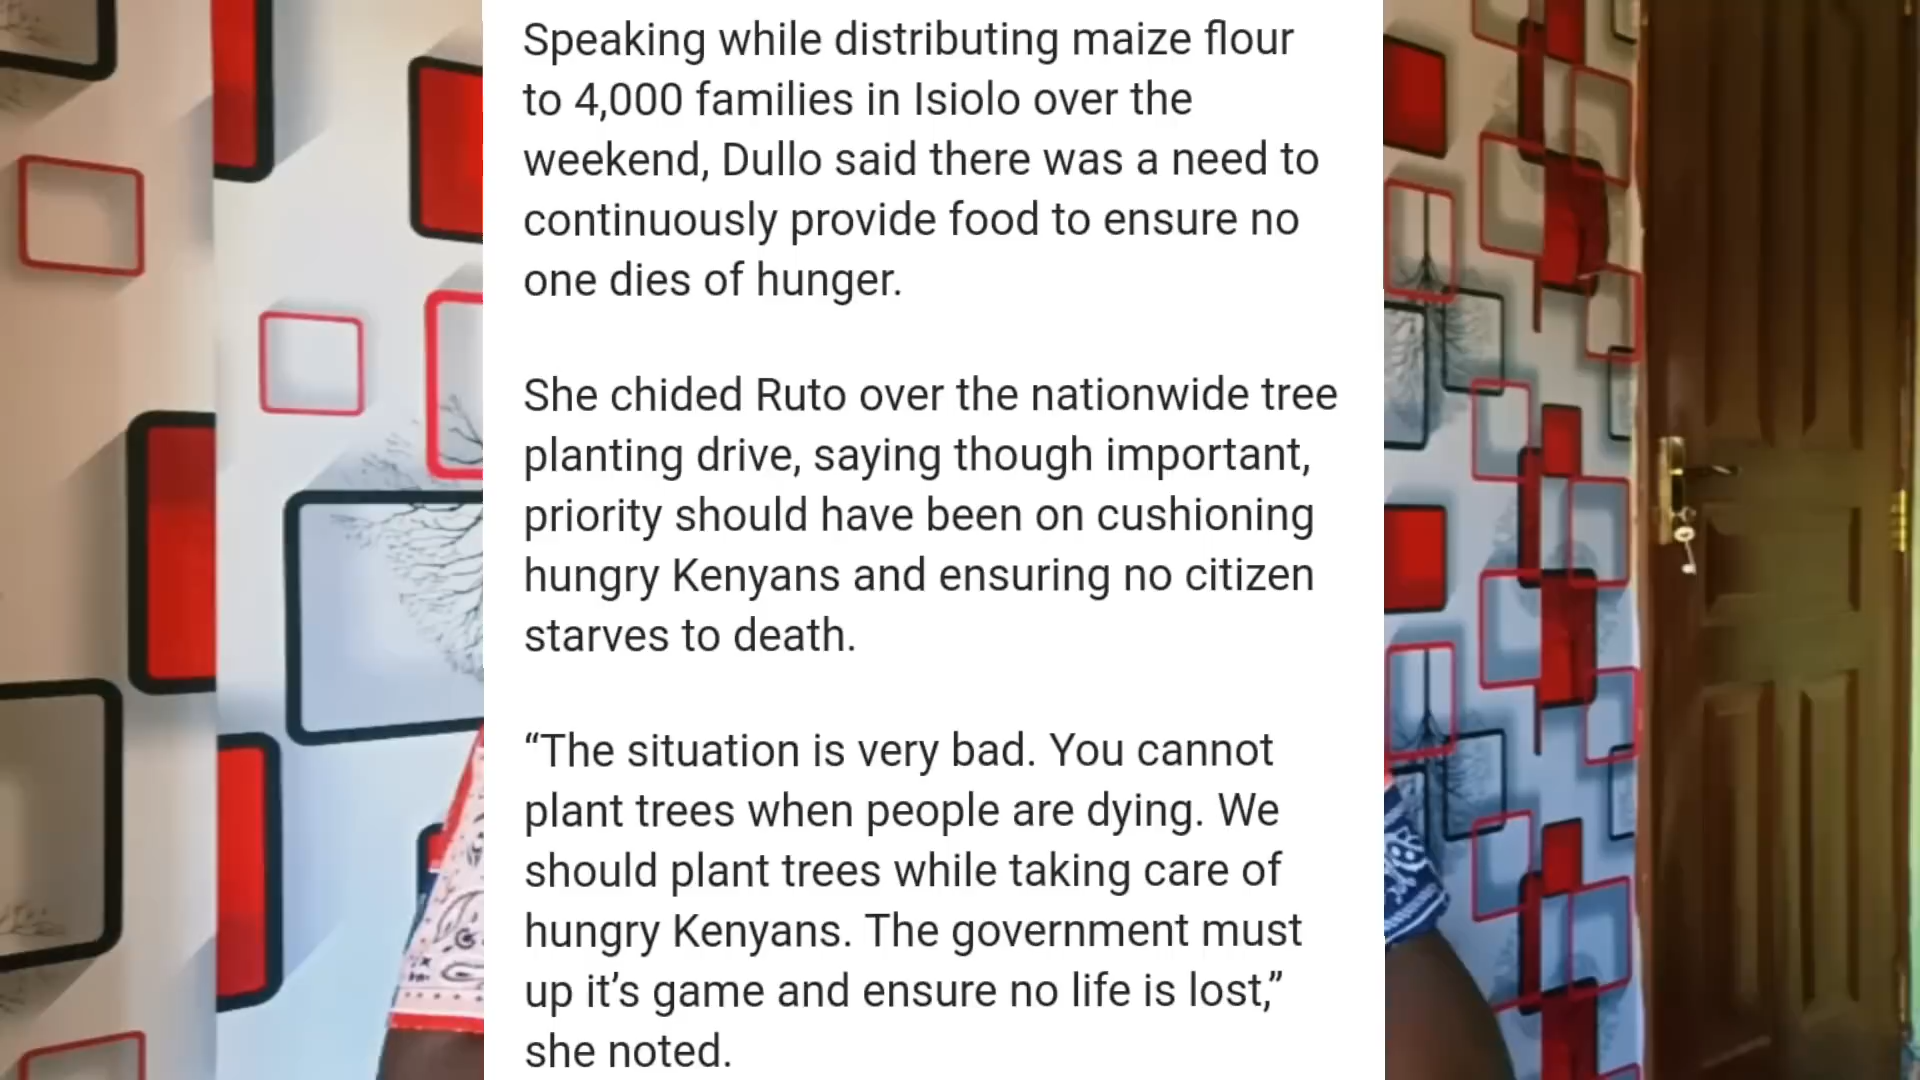 Speaking while distributing maize flour
to 4,000 families in Isiolo over the
weekend, Dullo said there was a need to
continuously provide food to ensure no
one dies of hunger.
She chided Ruto over the nationwide tree
planting drive, saying though important,
priority should have been on cushioning
hungry Kenyans and ensuring no citizen
starves to death.
“The situation is very bad. You cannot
plant trees when people are dying. We
should plant trees while taking care of
hungry Kenyans. The government must
up it’s game and ensure no life is lost,”
she noted.